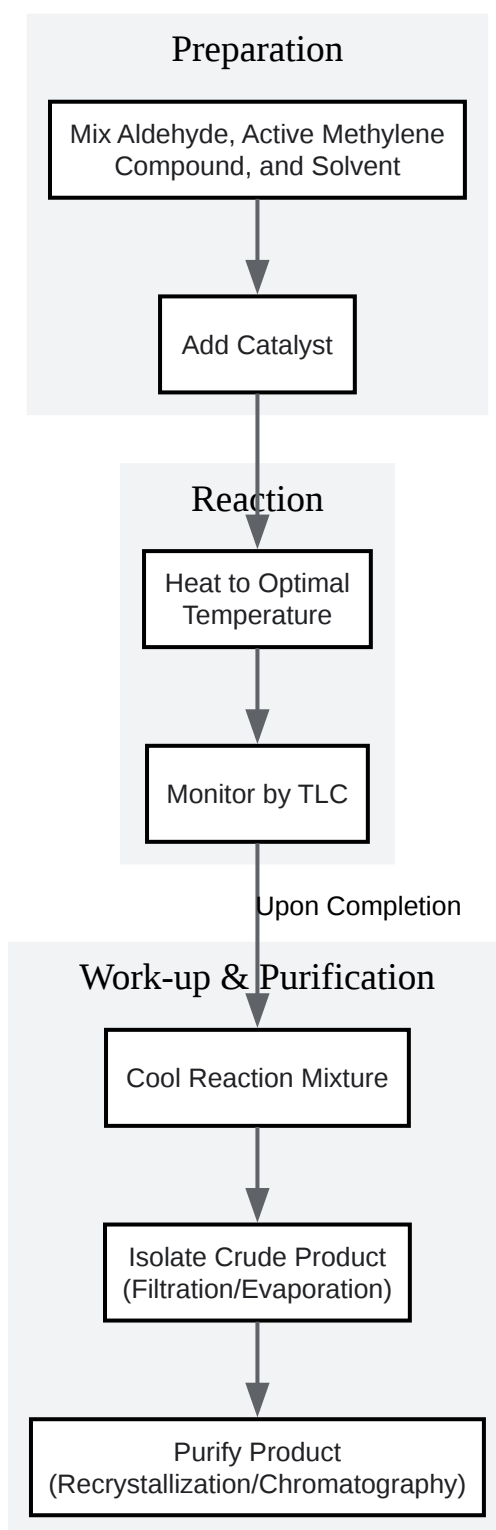 Preparation
Mix Aldehyde, Active Methylene
Compound, and Solvent
Add Catalyst
Reaction
Heat to Optimal
Temperature
Monitor by TLC
Upon Completion
Work-up & Purification
Cool Reaction Mixture
Isolate Crude Product
(Filtration/Evaporation)
Purify Product
(Recrystallization/Chromatography)